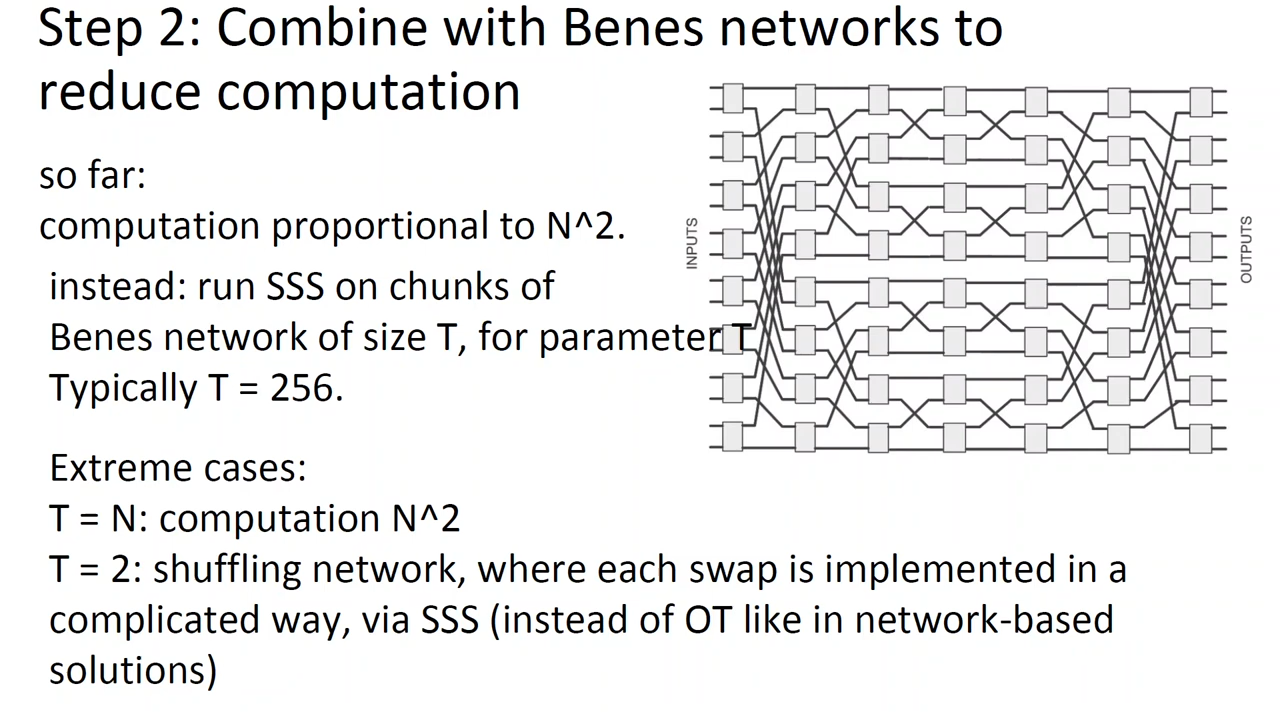 Step 2: Combine with Benes networks to
reduce computation
so far:
computation proportional to N^2.
instead: run SSS on chunks of
Benes network of size T, for parameter T
Typically T = 256.
Extreme cases:
T = N: computation N^2
T = 2: shuffling network, where each swap is implemented in a
complicated way, via SSS (instead of OT like in network-based
solutions)
INPUTS
OUTPUTS